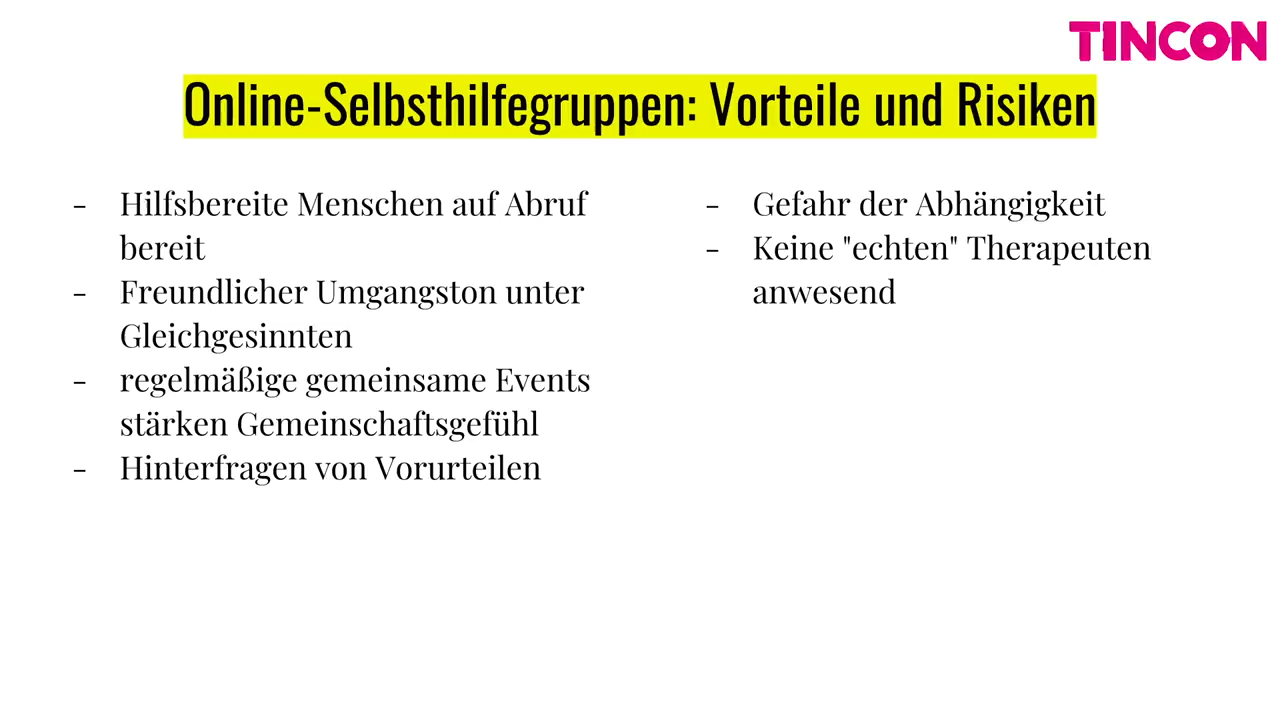 TINCON
Online-Selbsthilfegruppen: Vorteile und Risiken
- Hilfsbereite Menschen auf Abruf
bereit
- Freundlicher Umgangston unter
Gleichgesinnten
- regelmäßige gemeinsame Events
stärken Gemeinschaftsgefühl
- Hinterfragen von Vorurteilen
- Gefahr der Abhängigkeit
- Keine "echten" Therapeuten
anwesend